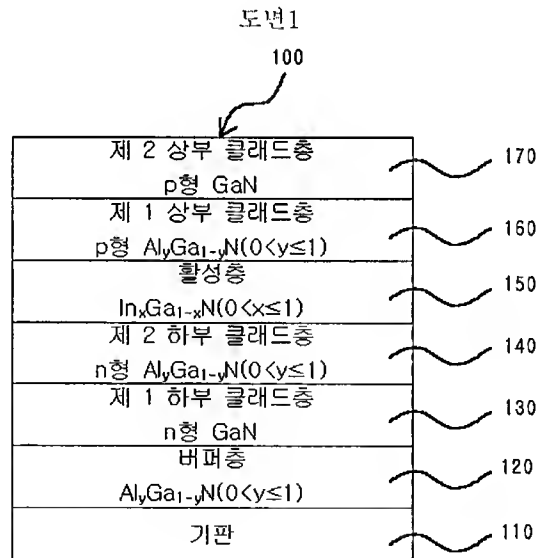 도면1
100
제 2 상부 클래드층
p형 GaN
170
제 1 상부 클래드층
p형 AlyGa1-yN(0<y≤1)
160
활성층
InxGa1-xN(0<x≤1)
150
제 2 하부 클래드층
n형 AlyGa1-yN(0<y≤1)
140
제 1 하부 클래드층
n형 GaN
130
버퍼층
AlyGa1-yN(0<y≤1)
120
기판
110